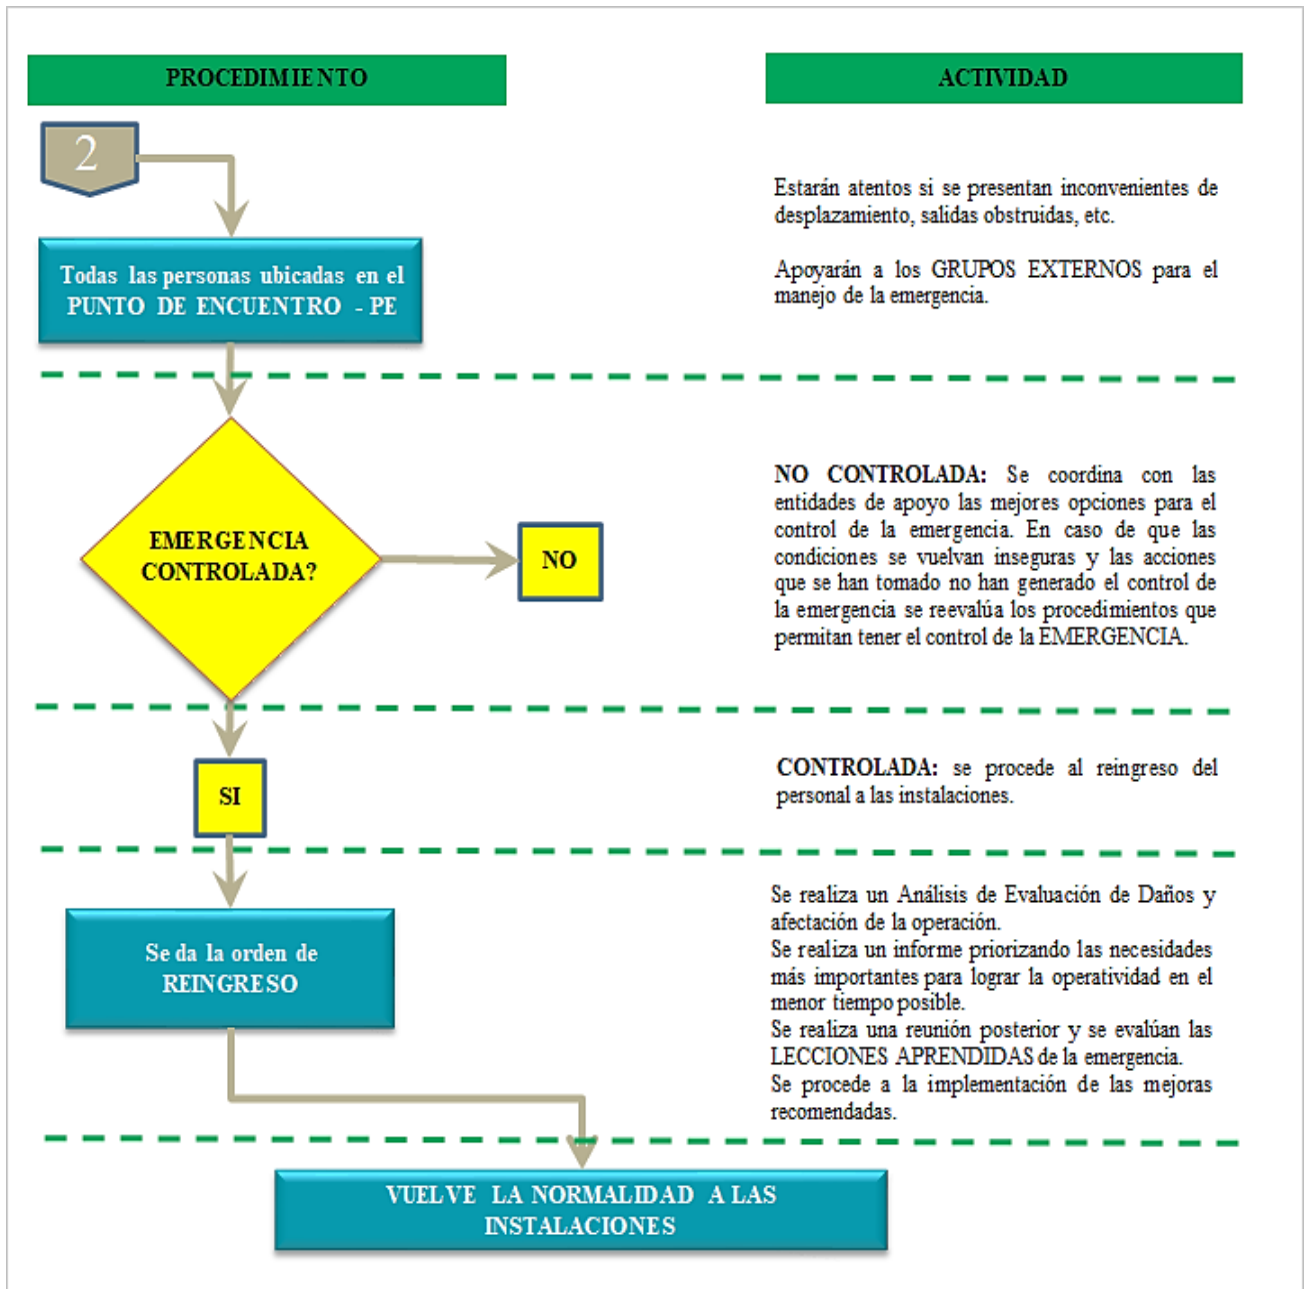 PROCEDIMIENTO
ACTIVIDAD
2
Estarán atentos si se presentan inconvenientes de
desplazamiento, salidas obstruidas, etc.
Apoyarán a los GRUPOS EXTERNOS para el
manejo de la emergencia.
Todas las personas ubicadas en el
PUNTO DE ENCUENTRO - PE
EMERGENCIA
CONTROLADA?
NO
NO CONTROLADA: Se coordina con las
entidades de apoyo las mejores opciones para el
control de la emergencia. En caso de que las
condiciones se vuelvan inseguras y las acciones
que se han tomado no han generado el control de
la emergencia se reevalúa los procedimientos que
permitan tener el control de la EMERGENCIA.
SI
CONTROLADA: se procede al reingreso del
personal a las instalaciones.
Se da la orden de
REINGRESO
Se realiza un Análisis de Evaluación de Daños y
afectación de la operación.
Se realiza un informe priorizando las necesidades
más importantes para lograr la operatividad en el
menor tiempo posible.
Se realiza una reunión posterior y se evalúan las
LECCIONES APRENDIDAS de la emergencia.
Se procede a la implementación de las mejoras
recomendadas.
VUELVE LA NORMALIDAD A LAS
INSTALACIONES